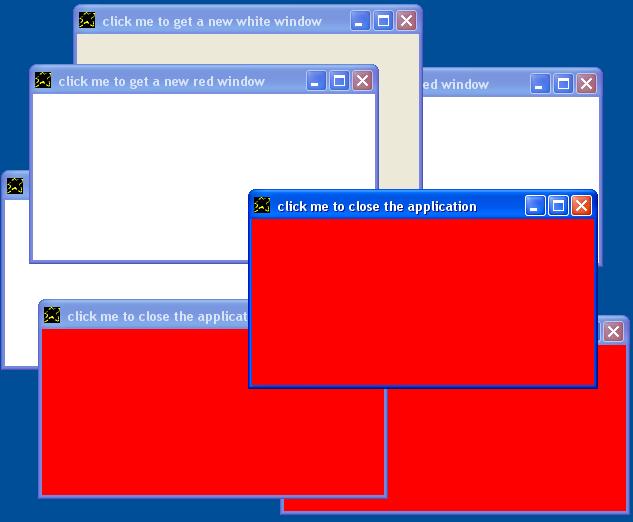 click me to get a new white window
click me to get a new red window
ed window
click me to close the application
click me to close the applicat